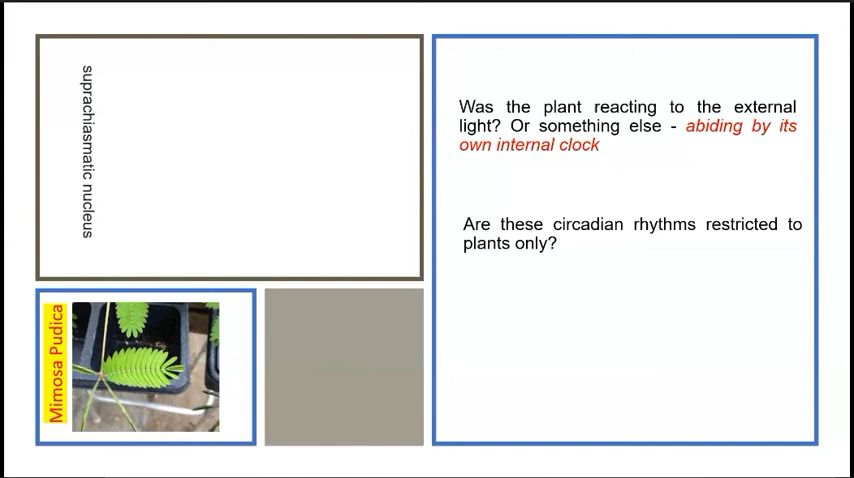 suprachiasmatic nucleus
Mimosa Pudica
Was the plant reacting to the external
light? Or something else - abiding by its
own internal clock
Are these circadian rhythms restricted to
plants only?